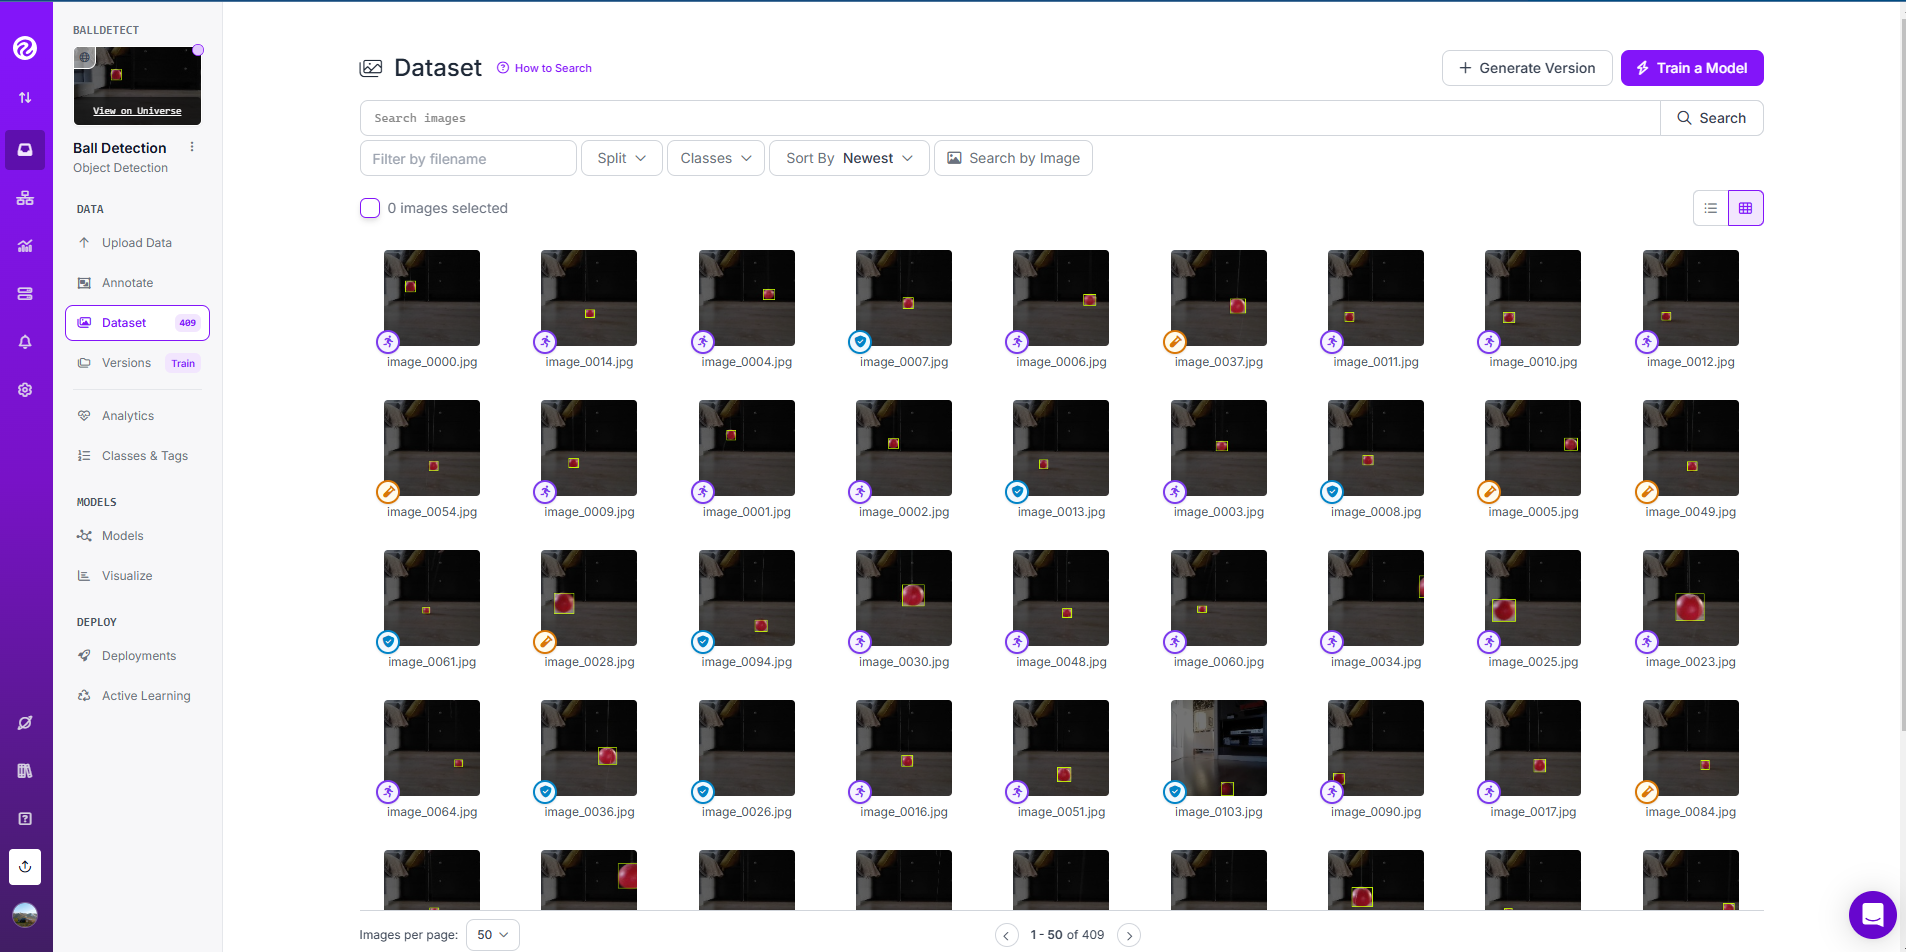 BALLDETECT
View on Universe
Ball Detection
Object Detection
DATA
Upload Data
Annotate
Dataset 409
Versions Train
Analytics
Classes & Tags
MODELS
Models
Visualize
DEPLOY
Deployments
Active Learning
Dataset How to Search
Generate Version
Train a Model
Search images
Search
Filter by filename
Split
Classes
Sort By Newest
Search by Image
0 images selected
image_0000.jpg
image_0014.jpg
image_0004.jpg
image_0007.jpg
image_0006.jpg
image_0037.jpg
image_0011.jpg
image_0010.jpg
image_0012.jpg
image_0054.jpg
image_0009.jpg
image_0001.jpg
image_0002.jpg
image_0013.jpg
image_0003.jpg
image_0008.jpg
image_0005.jpg
image_0049.jpg
image_0061.jpg
image_0028.jpg
image_0094.jpg
image_0030.jpg
image_0048.jpg
image_0060.jpg
image_0034.jpg
image_0025.jpg
image_0023.jpg
image_0064.jpg
image_0036.jpg
image_0026.jpg
image_0016.jpg
image_0051.jpg
image_0103.jpg
image_0090.jpg
image_0017.jpg
image_0084.jpg
Images per page: 50
1 - 50 of 409